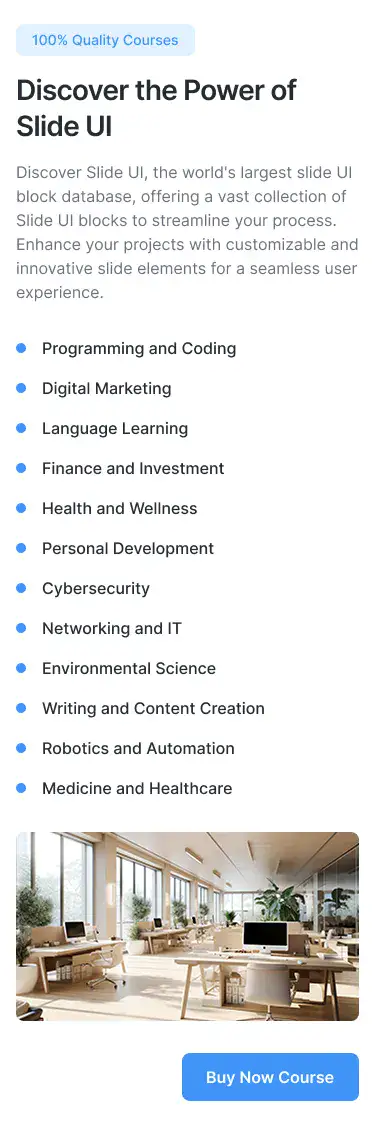 100% Quality Courses
Discover the Power of
Slide UI
Discover Slide UI, the world's largest slide UI
block database, offering a vast collection of
Slide UI blocks to streamline your process.
Enhance your projects with customizable and
innovative slide elements for a seamless user
experience.
Programming and Coding
Digital Marketing
Language Learning
Finance and Investment
Health and Wellness
Personal Development
Cybersecurity
Networking and IT
Environmental Science
Writing and Content Creation
Robotics and Automation
Medicine and Healthcare
Buy Now Course